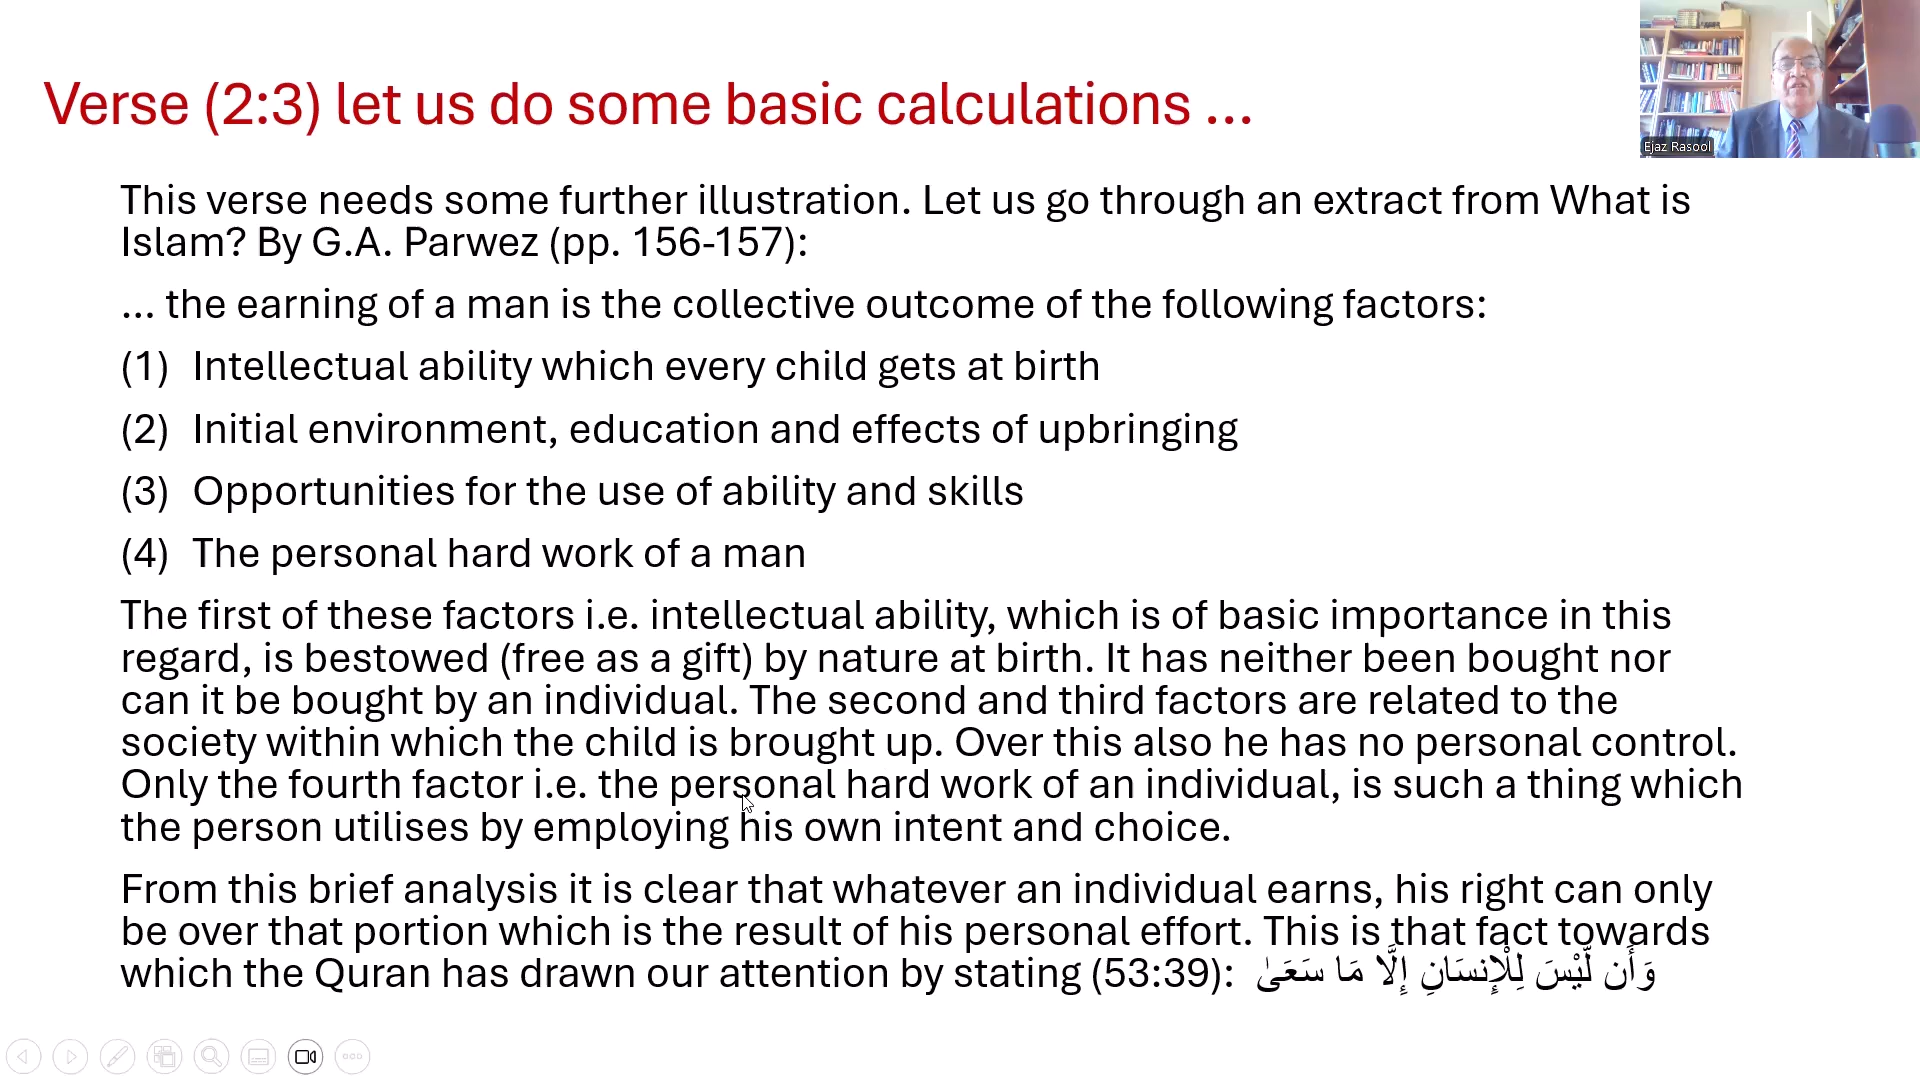 Verse (2:3) let us do some basic calculations ...
Ejaz Rasool
This verse needs some further illustration. Let us go through an extract from What is
Islam? By G.A. Parwez (pp. 156-157):
... the earning of a man is the collective outcome of the following factors:
(1) Intellectual ability which every child gets at birth
(2) Initial environment, education and effects of upbringing
(3) Opportunities for the use of ability and skills
(4) The personal hard work of a man
The first of these factors i.e. intellectual ability, which is of basic importance in this
regard, is bestowed (free as a gift) by nature at birth. It has neither been bought nor
can it be bought by an individual. The second and third factors are related to the
society within which the child is brought up. Over this also he has no personal control.
Only the fourth factor i.e. the personal hard work of an individual, is such a thing which
the person utilises by employing his own intent and choice.
From this brief analysis it is clear that whatever an individual earns, his right can only
be over that portion which is the result of his personal effort. This is that fact towards
which the Quran has drawn our attention by stating (53:39): وَأَن لَّيْسَ لِلْإِنسَانِ إِلَّا مَا سَعَىٰ